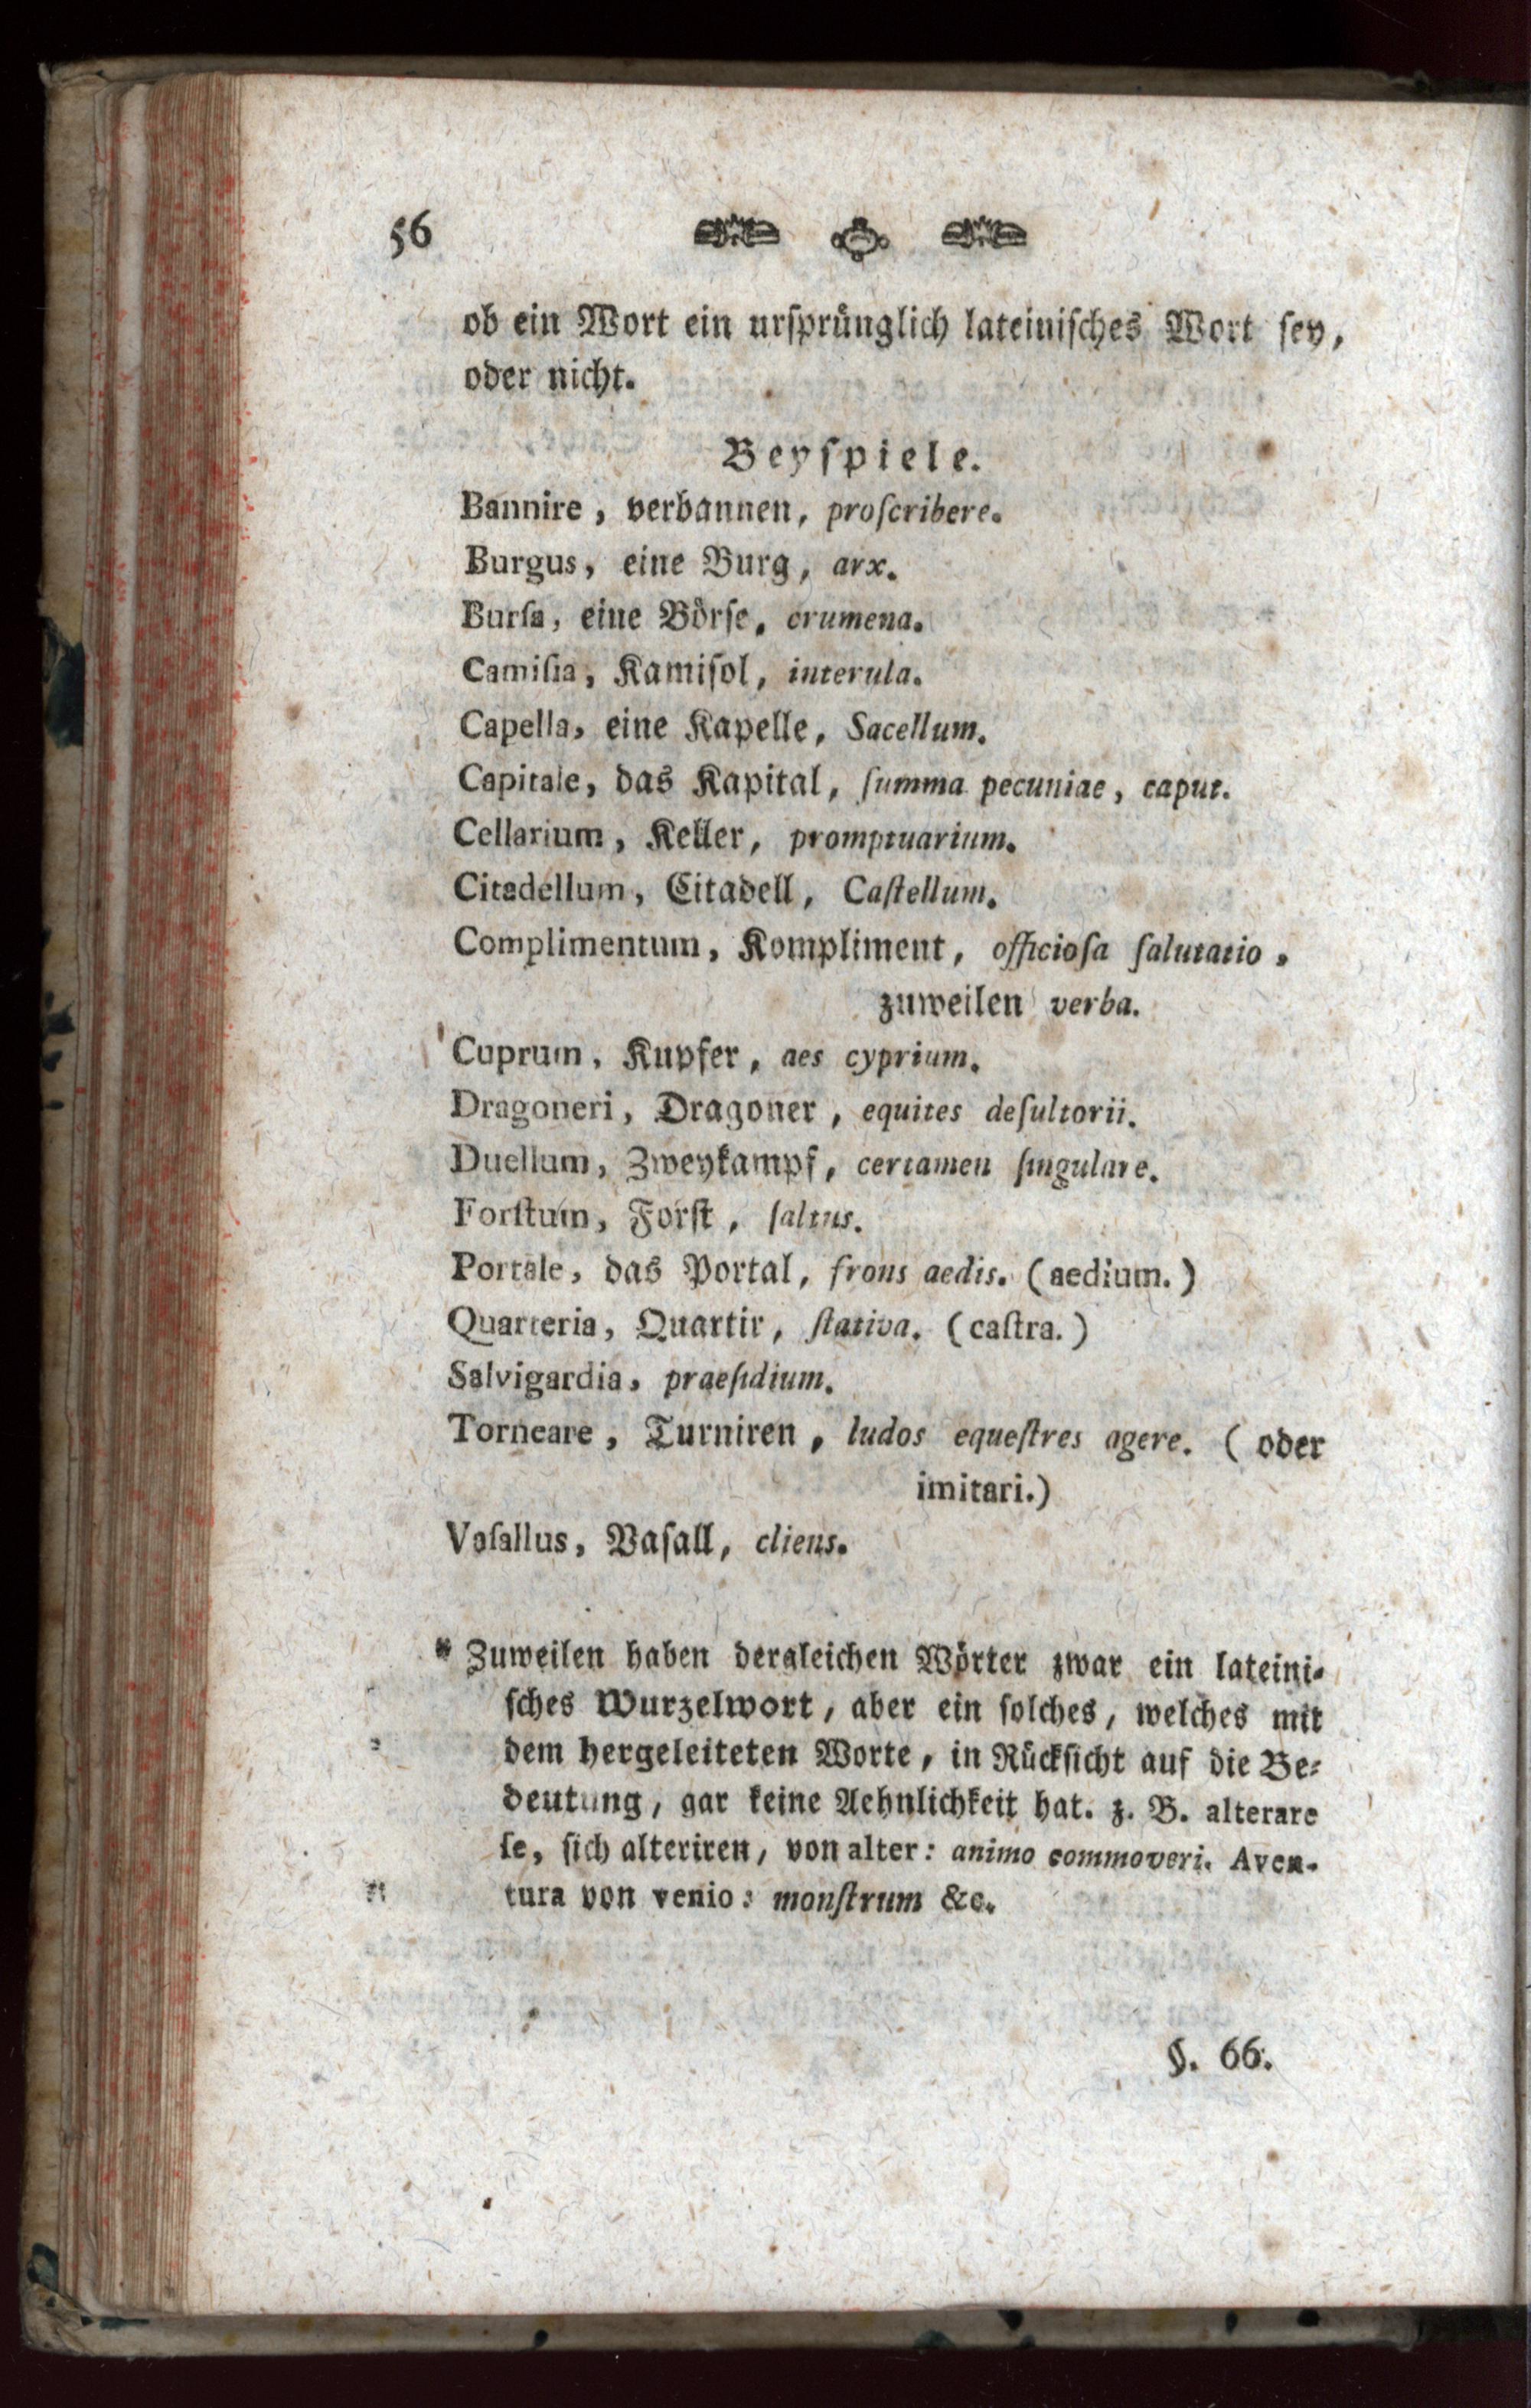 56
ob ein Wort ein urſprünglich lateiniſches Wort ſey,
oder nicht.
Beyſpiele.
Bannire, verbannen, proſcribere.
Burgus, eine Burg, arx.
Burſa, eine Börſe, crumena.
Camiſia, Kamiſol, interula.
Capella, eine Kapelle, Sacellum.
Capitale, das Kapital, ſumma pecuniae, caput.
Cellarium, Keller, promptuarium.
Citadellum, Citadell, Caſtellum.
Complimentum, Kompliment, officioſa ſalutatio,
zuweilen verba.
Cuprum, Kupfer, aes cyprium.
Dragoneri, Dragoner, equites deſultorii.
Duellum, Zweykampf, certamen ſingulare.
Forſtum, Forſt, ſaltus.
Portale, das Portal, frons aedis. (aedium.)
Quarteria, Quartir, ſtativa. (caſtra.)
Salvigardia, praeſidium.
Torneare, Turniren, ludos equeſtres agere. (oder
imitari.)
Vaſallus, Vaſall, cliens.
* Zuweilen haben dergleichen Wörter zwar ein lateini-
ſches Wurzelwort, aber ein ſolches, welches mit
dem hergeleiteten Worte, in Rückſicht auf die Be-
deutung, gar keine Aehnlichkeit hat. z. B. alterare
ſe, ſich alteriren, von alter: animo commoveri. Aven-
tura von venio: monſtrum &c.
§. 66.